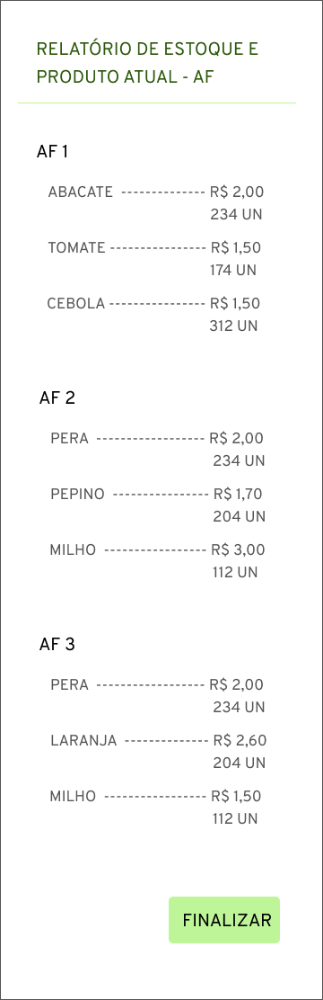 RELATÓRIO DE ESTOQUE E
PRODUTO ATUAL - AF
AF 1
ABACATE -------------- R$ 2,00
234 UN
TOMATE ---------------- R$ 1,50
174 UN
CEBOLA ---------------- R$ 1,50
312 UN
AF 2
PERA ------------------ R$ 2,00
234 UN
PEPINO ---------------- R$ 1,70
204 UN
MILHO ----------------- R$ 3,00
112 UN
AF 3
PERA ------------------ R$ 2,00
234 UN
LARANJA -------------- R$ 2,60
204 UN
MILHO ----------------- R$ 1,50
112 UN
FINALIZAR